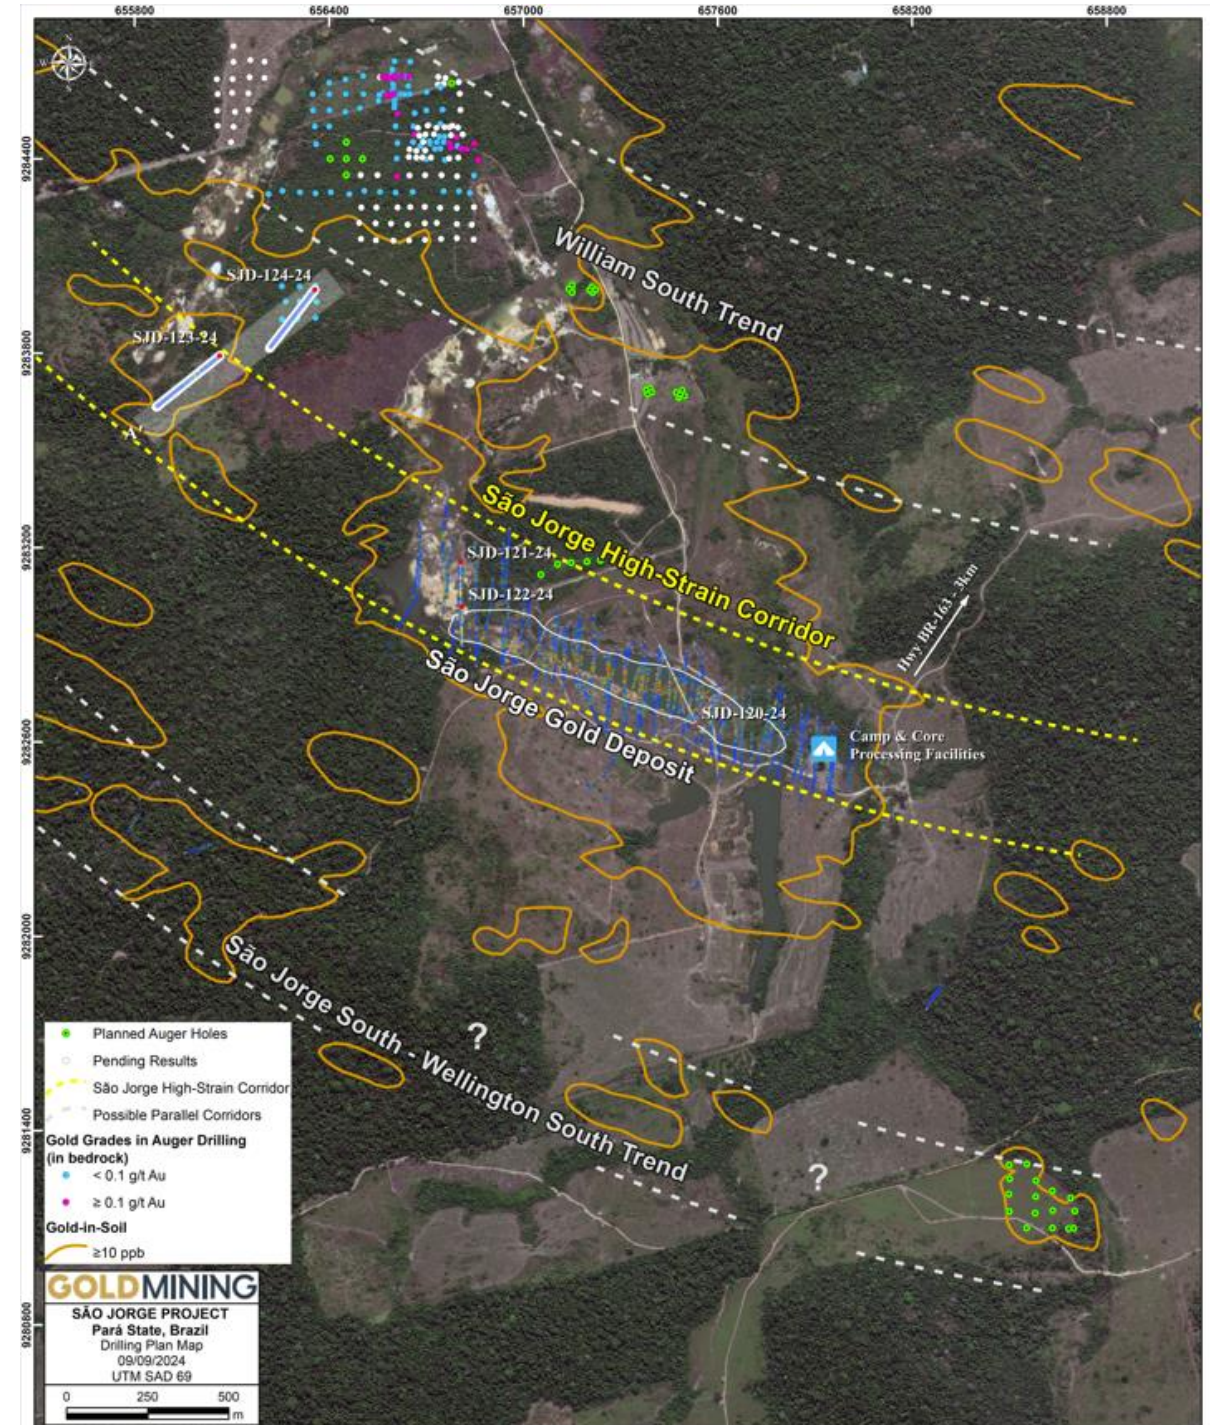 655800 656400 657000 657600 658200 658800
N
W
9284400
9283800
9283200
9282600
9282000
9281400
9280800
William South Trend
SJD-124-24
SJD-123-24
A'
São Jorge High-Strain Corridor
SJD-121-24
SJD-122-24
Hwy BR-163 - 3km
São Jorge Gold Deposit
SJD-120-24
Camp & Core
Processing Facilities
São Jorge South - Wellington South Trend
?
?
Planned Auger Holes
Pending Results
São Jorge High-Strain Corridor
Possible Parallel Corridors
Gold Grades in Auger Drilling
(in bedrock)
< 0.1 g/t Au
≥ 0.1 g/t Au
Gold-in-Soil
≥10 ppb
GOLDMINING
SÃO JORGE PROJECT
Pará State, Brazil
Drilling Plan Map
09/09/2024
UTM SAD 69
0 250 500
m